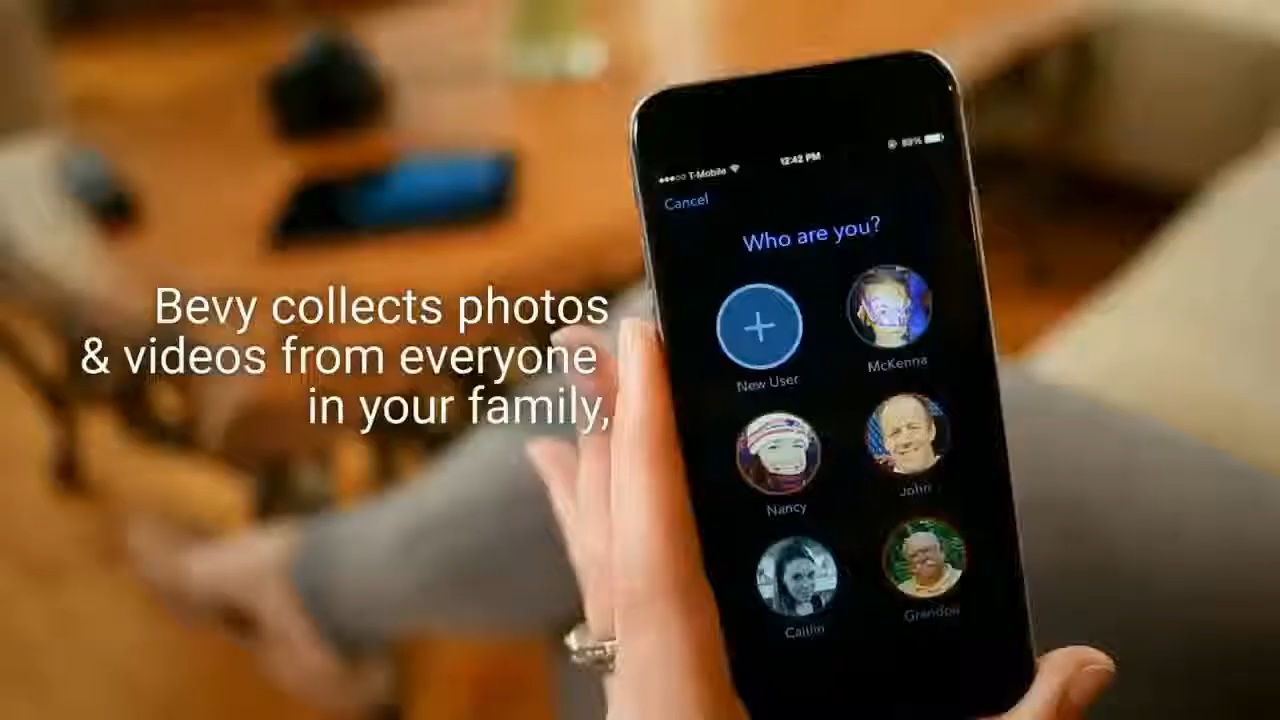 Bevy collects photos
& videos from everyone
in your family,
T-Mobile
12:42 PM
89%
Cancel
Who are you?
New User
McKenna
Nancy
John
Caitlin